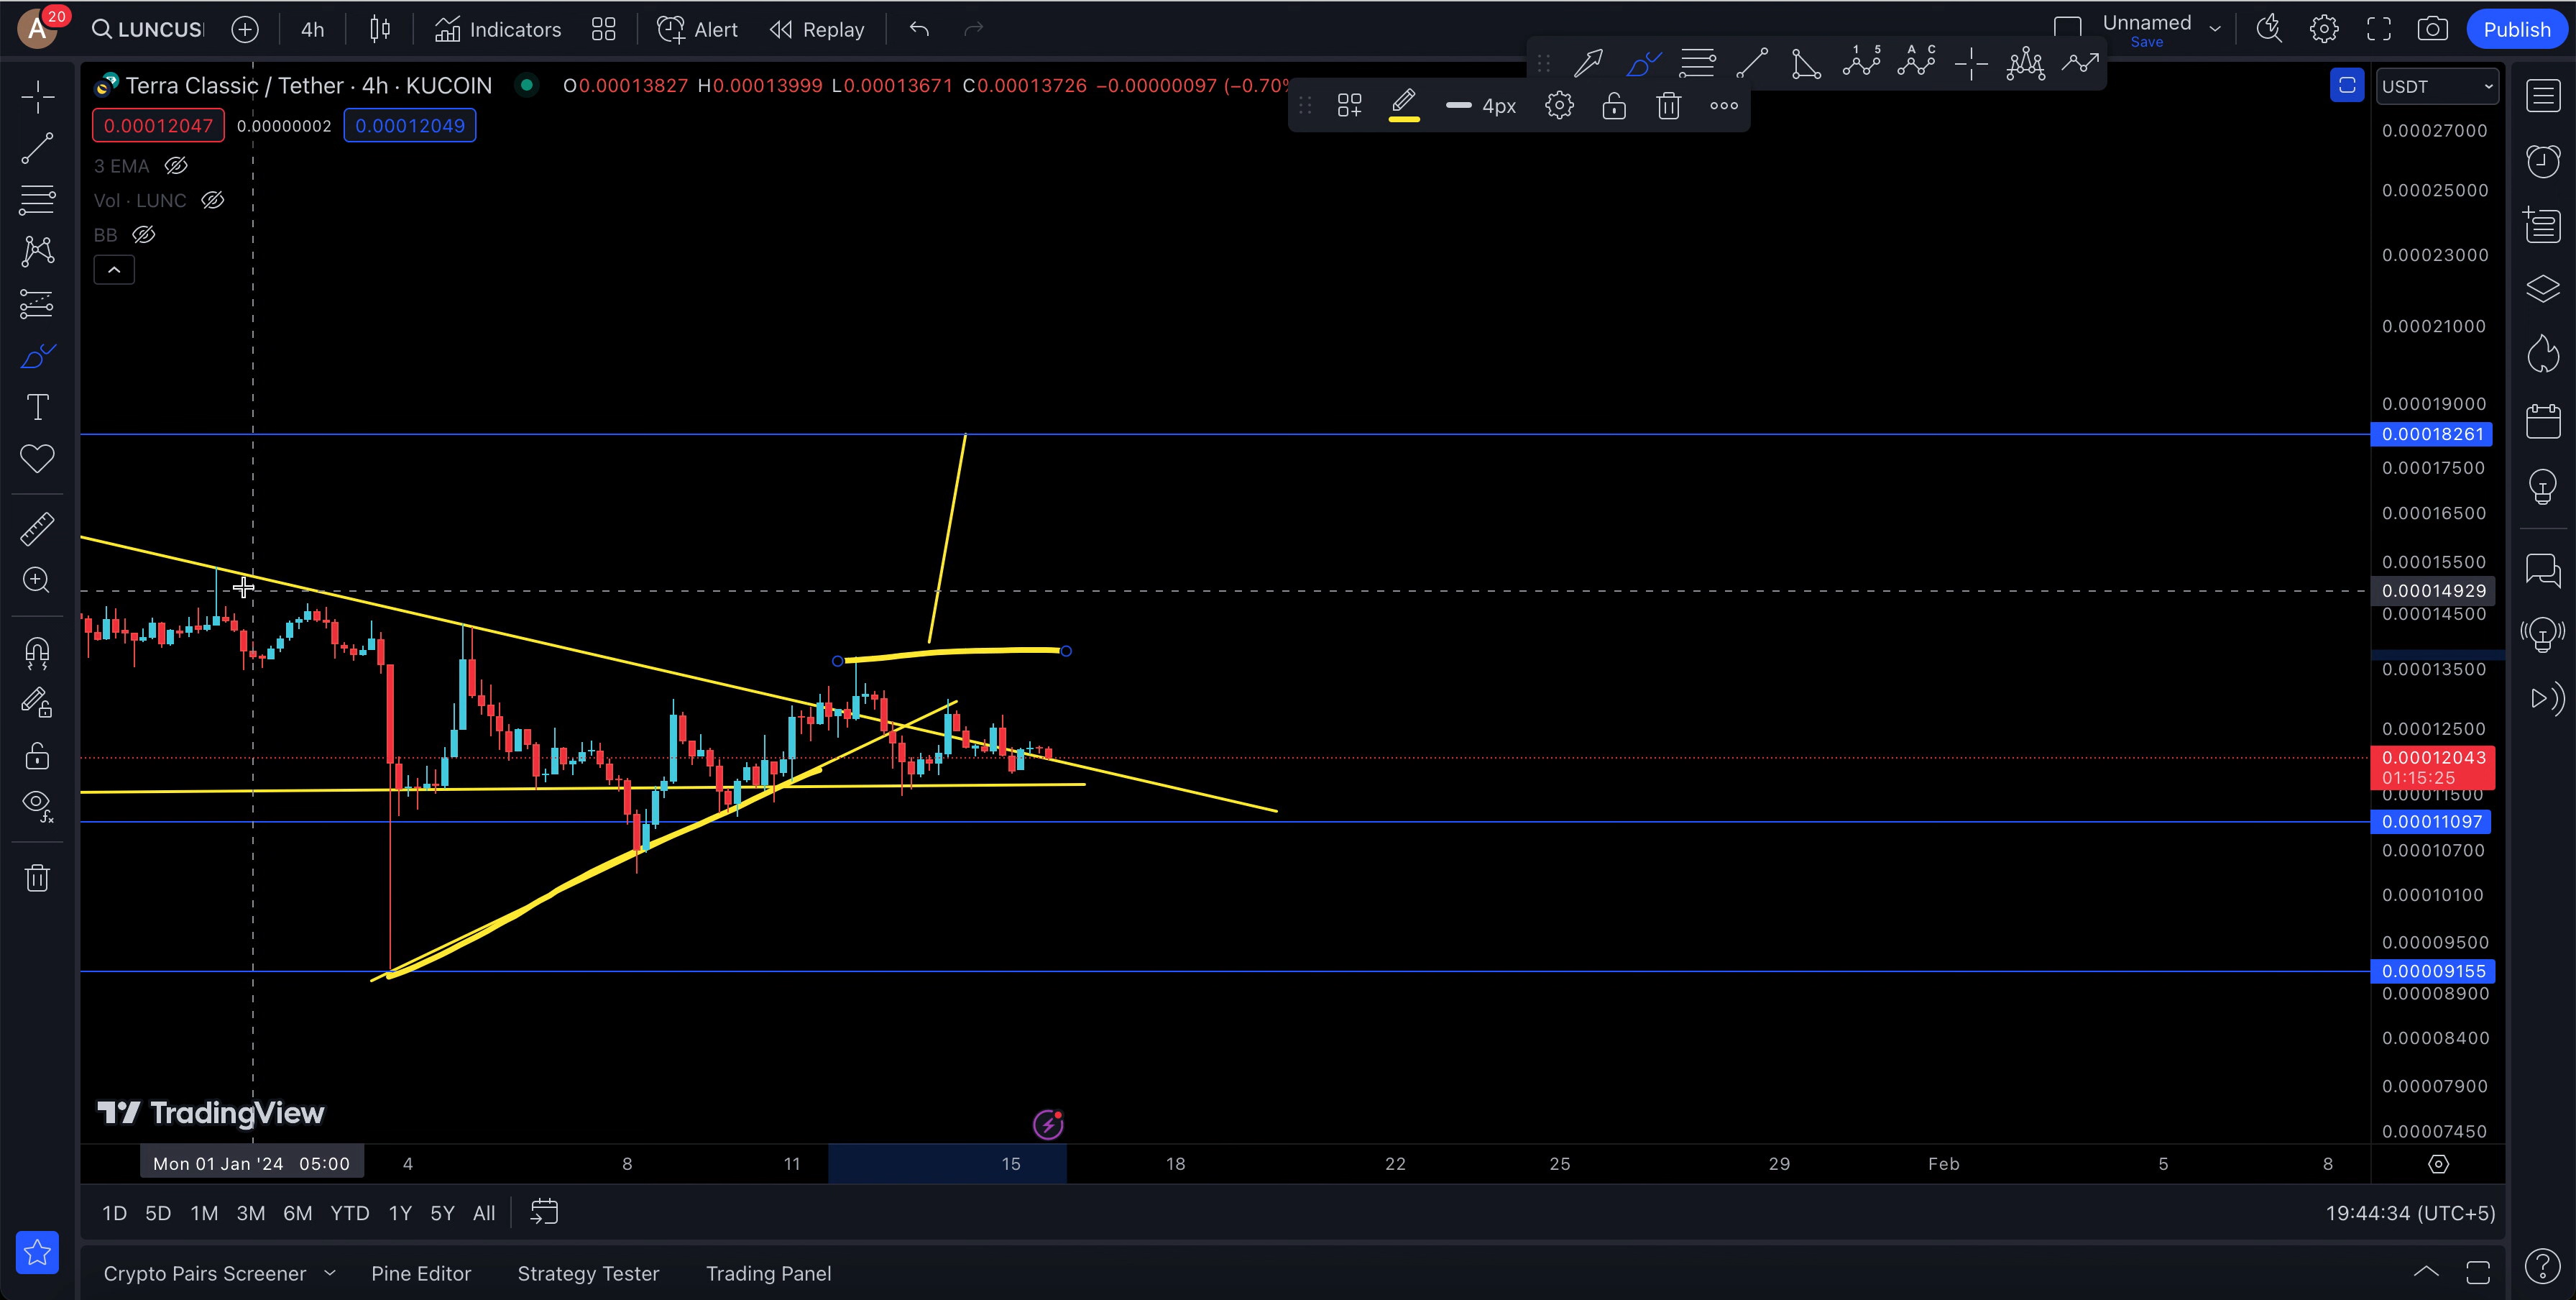 A
20
LUNCUS
4h
Indicators
Alert
Replay
Unnamed
Save
Publish
Terra Classic / Tether · 4h · KUCOIN
O0.00013827 H0.00013999 L0.00013671 C0.00013726 −0.00000097 (−0.70%
1 5
A C
USDT
0.00012047
0.00000002
0.00012049
4px
3 EMA
Vol · LUNC
BB
0.00027000
0.00025000
0.00023000
0.00021000
0.00019000
0.00018261
0.00017500
0.00016500
0.00015500
0.00014929
0.00014500
0.00013500
0.00012500
0.00012043
01:15:25
0.00011500
0.00011097
0.00010700
0.00010100
0.00009500
0.00009155
0.00008900
0.00008400
0.00007900
0.00007450
TradingView
Mon 01 Jan '24 05:00
4
8
11
15
18
22
25
29
Feb
5
8
1D 5D 1M 3M 6M YTD 1Y 5Y All
19:44:34 (UTC+5)
Crypto Pairs Screener
Pine Editor
Strategy Tester
Trading Panel